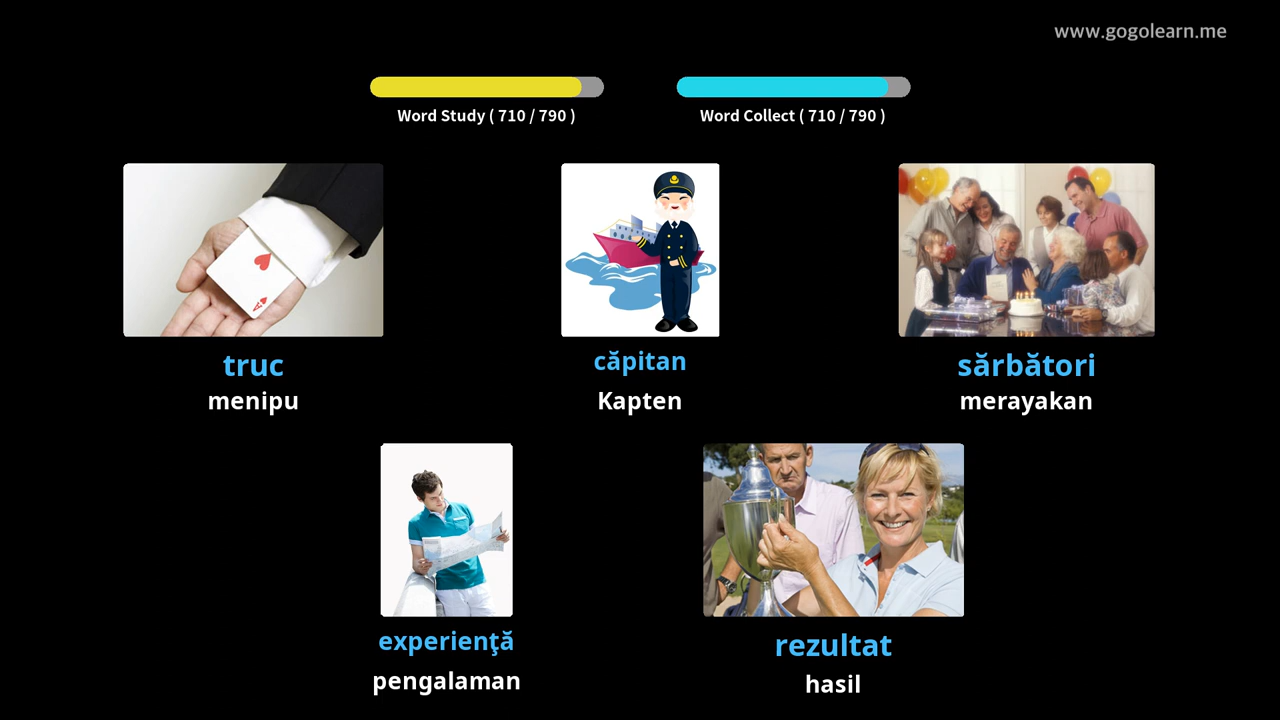 www.gogolearn.me
Word Study ( 710 / 790 )
Word Collect ( 710 / 790 )
truc
menipu
căpitan
Kapten
sărbători
merayakan
experienţă
pengalaman
rezultat
hasil